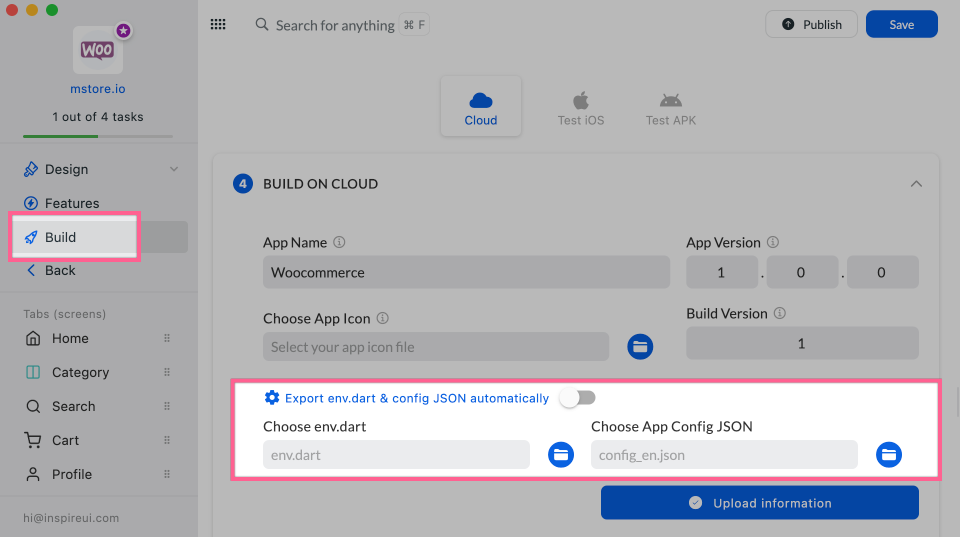 WOO
mstore.io
1 out of 4 tasks
Design
Features
Build
Back
Tabs (screens)
Home
Category
Search
Cart
Profile
hi@inspireui.com
Search for anything ⌘ F
Publish
Save
Cloud
Test iOS
Test APK
4 BUILD ON CLOUD
App Name
Woocommerce
App Version
1 . 0 . 0
Choose App Icon
Select your app icon file
Build Version
1
Export env.dart & config JSON automatically
Choose env.dart
env.dart
Choose App Config JSON
config_en.json
Upload information